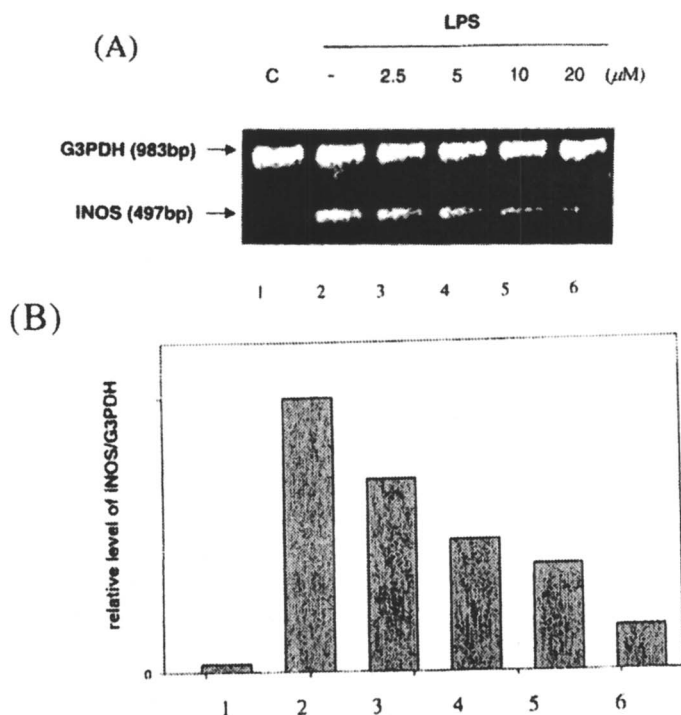 (A)
LPS
C - 2.5 5 10 20 (μM)
G3PDH (983bp) →
iNOS (497bp) →
1 2 3 4 5 6
(B)
relative level of iNOS/G3PDH
0
1 2 3 4 5 6